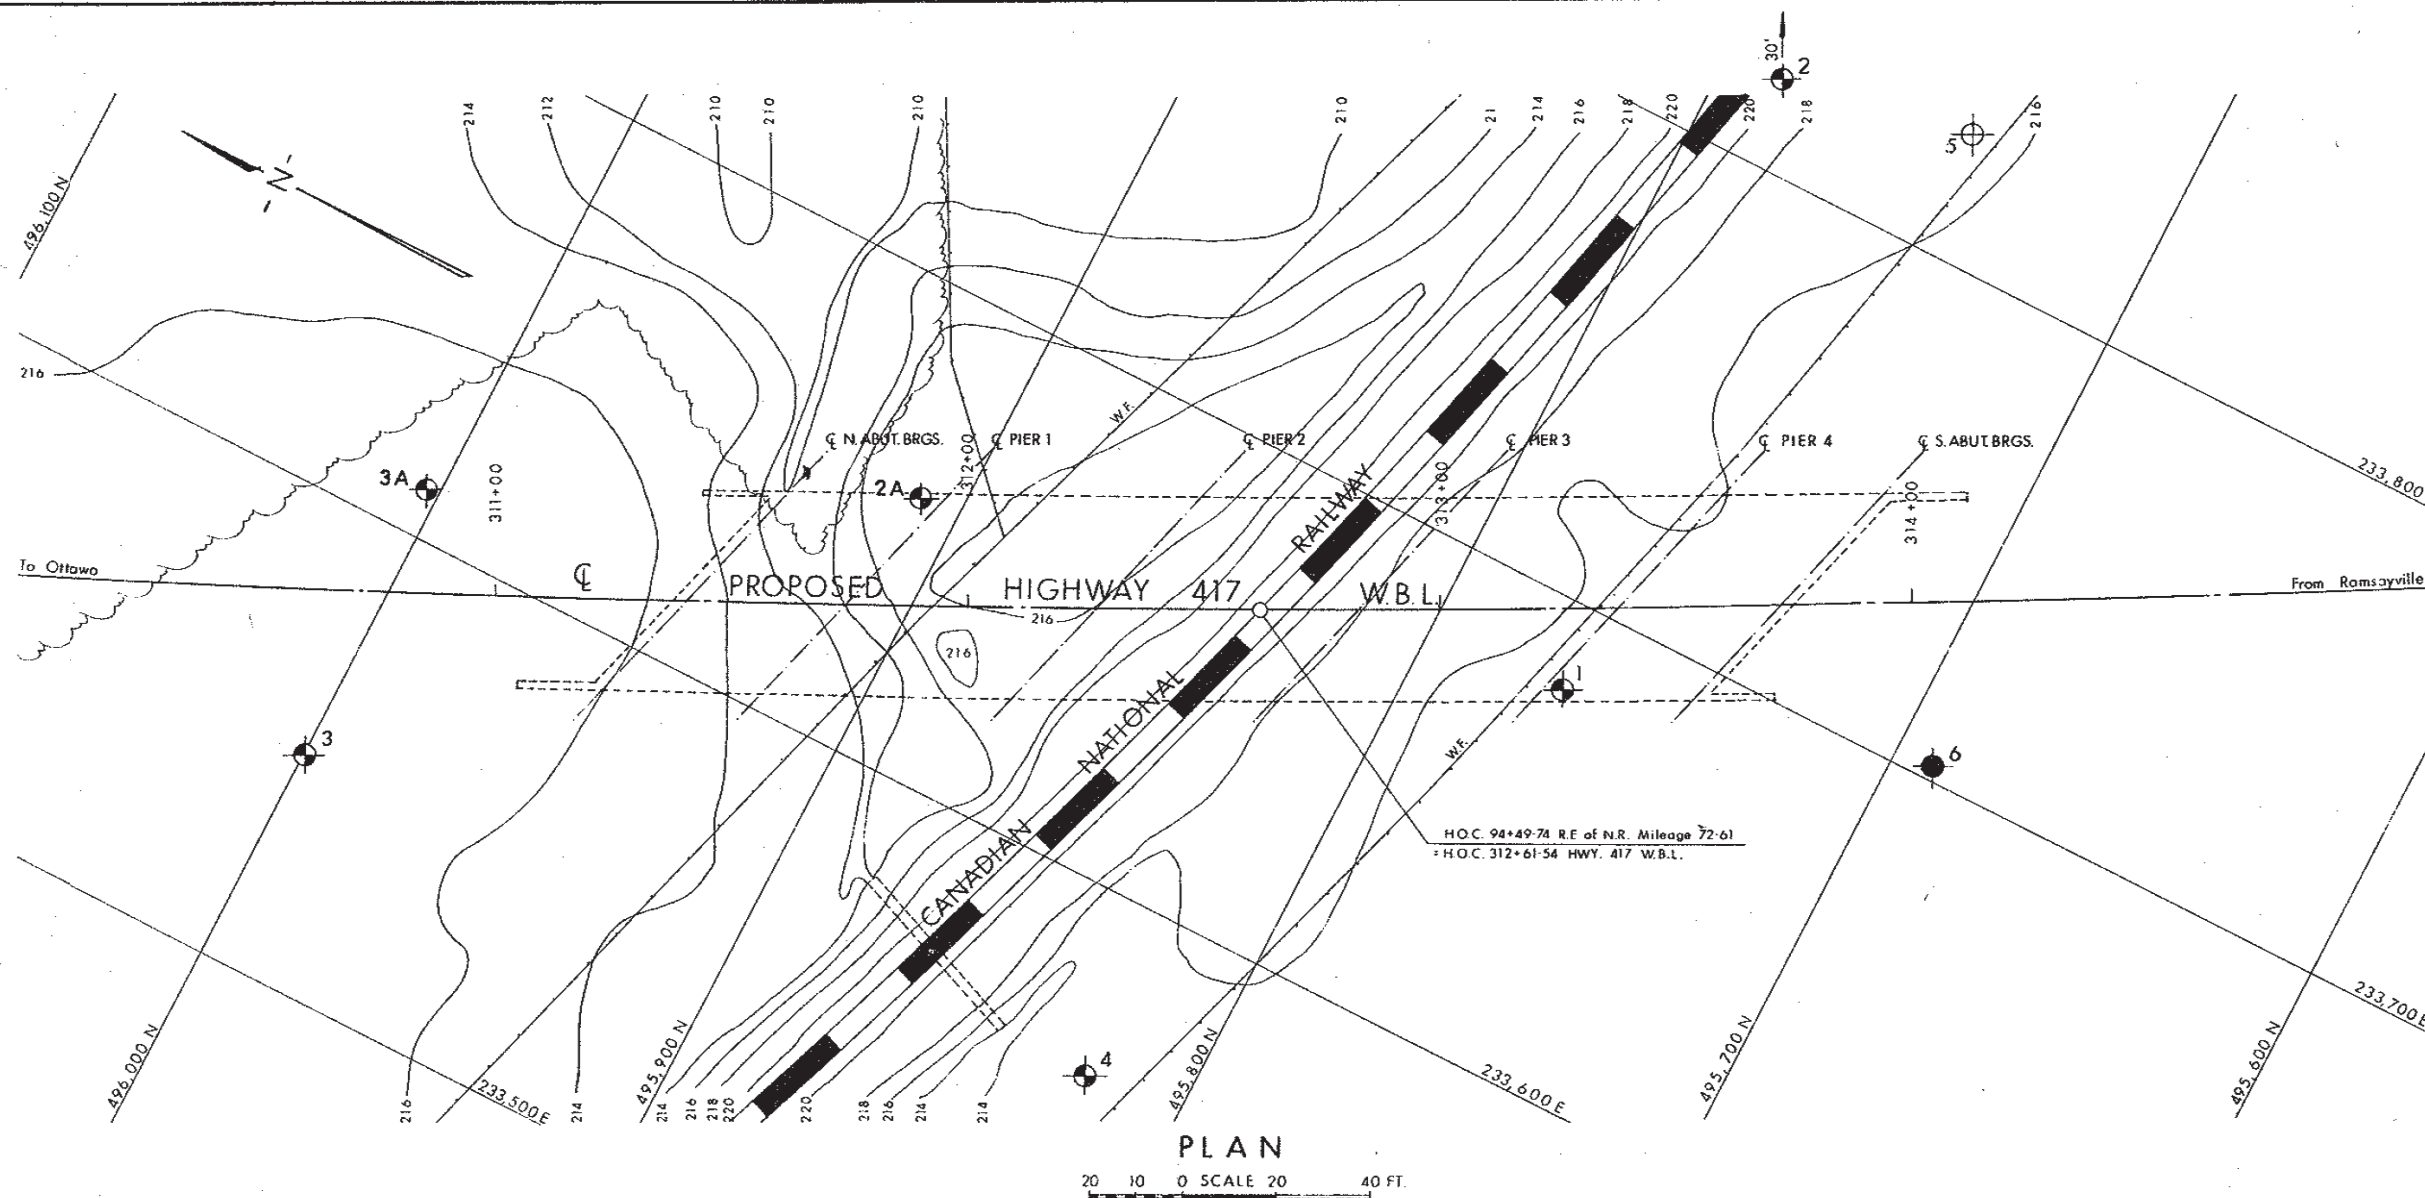 30'
2
214
212
210
210
210
210
21
214
216
218
220
220
218
216
5
N
496,100 N
216
W.F.
℄ N. ABUT. BRGS.
℄ PIER 1
℄ PIER 2
℄ PIER 3
℄ PIER 4
℄ S. ABUT. BRGS.
233,800
3A
311+00
2A
312+00
RAILWAY
313+00
314+00
To Ottawa
℄ PROPOSED HIGHWAY 417 W.B.L.
From Ramsayville
216
216
1
3
NATIONAL
W.F.
6
CANADIAN
H.O.C. 94+49·74 R.E of N.R. Mileage 72·61
= H.O.C. 312+61·54 HWY. 417 W.B.L.
233,700 E
496,000 N
495,900 N
495,800 N
495,700 N
495,600 N
4
233,500 E
233,600 E
216
214
214
216
218
220
220
218
216
214
214
PLAN
20 10 0 SCALE 20 40 FT.